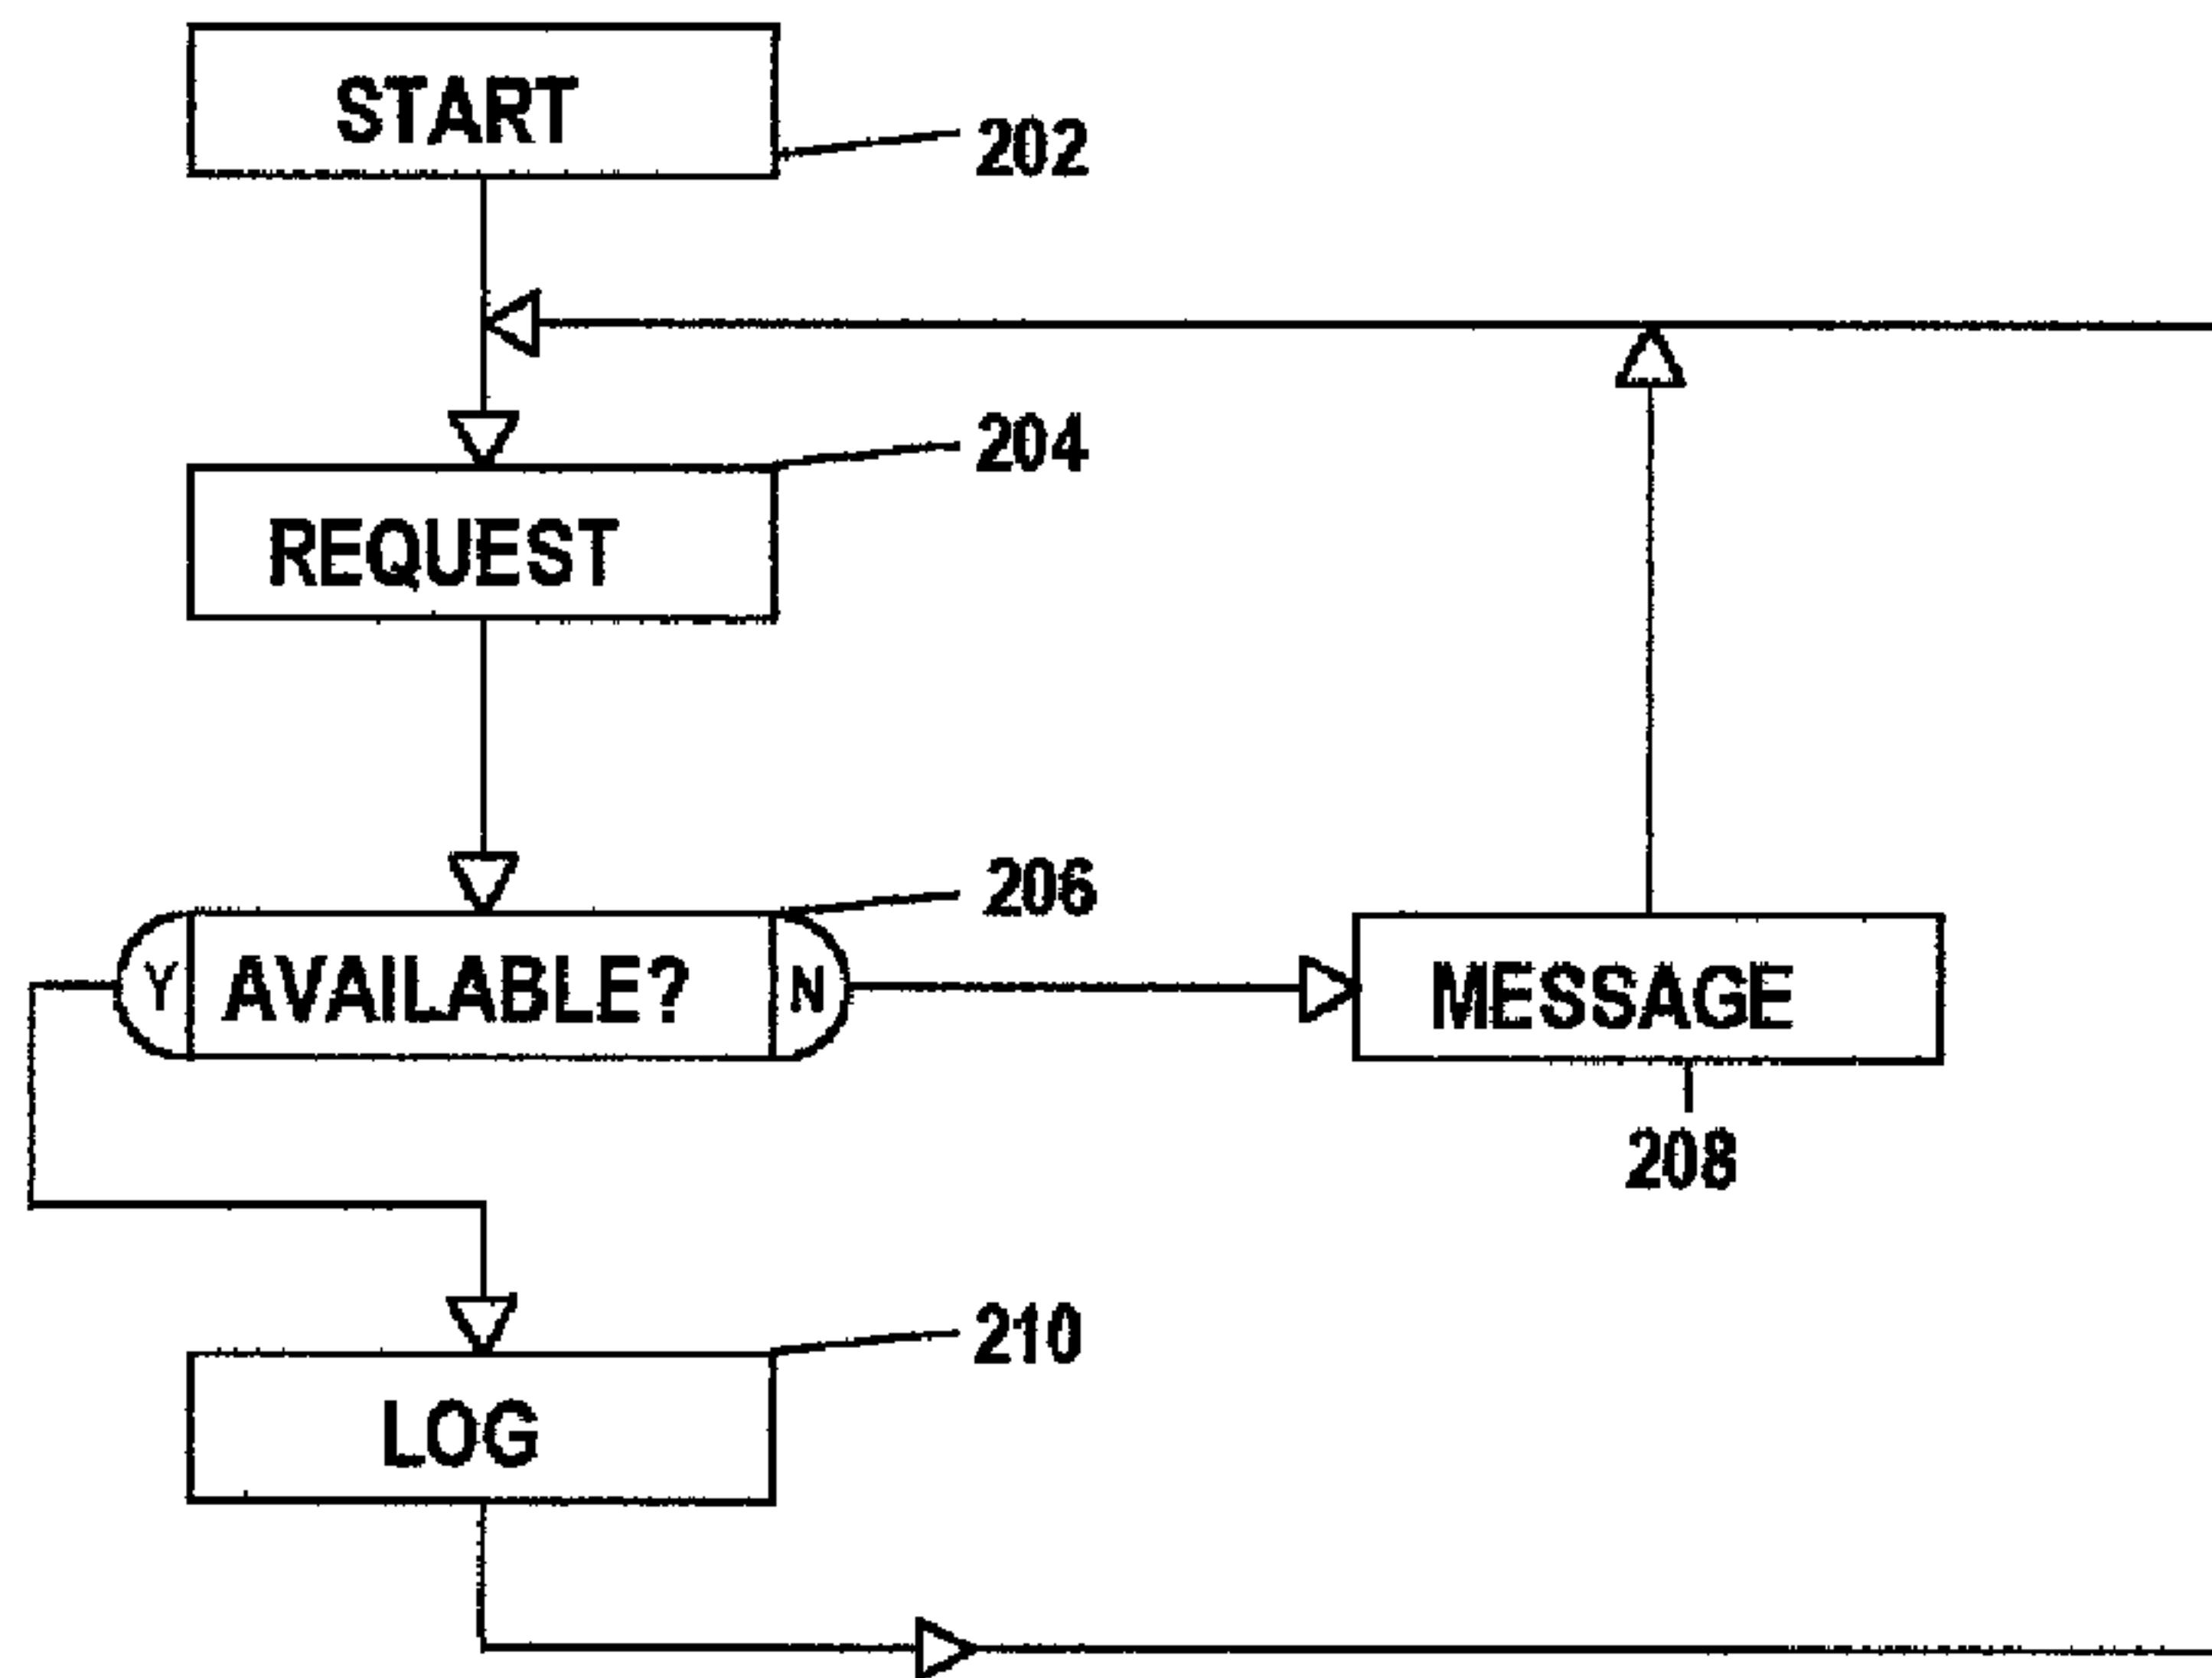 START
202
204
REQUEST
206
Y AVAILABLE? N
MESSAGE
208
210
LOG